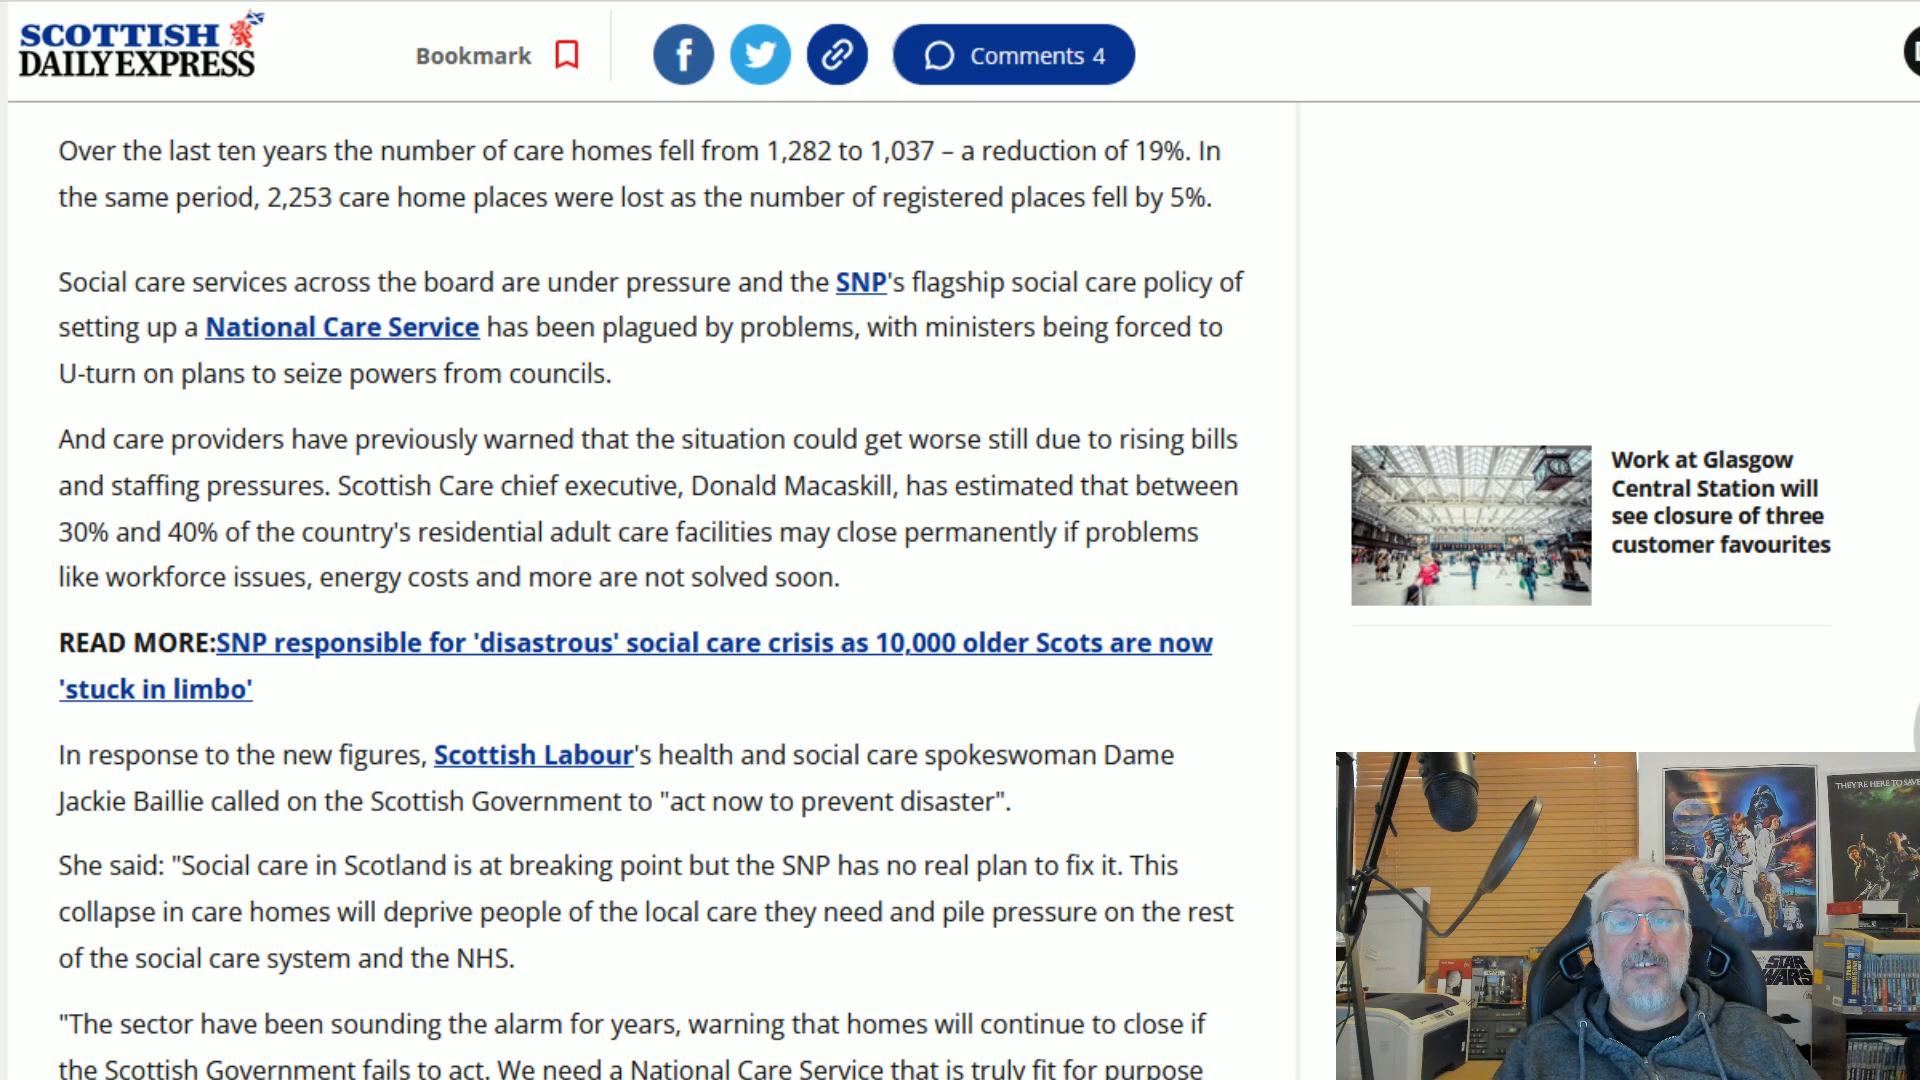 SCOTTISH
DAILY EXPRESS
Bookmark
Comments 4
Over the last ten years the number of care homes fell from 1,282 to 1,037 – a reduction of 19%. In
the same period, 2,253 care home places were lost as the number of registered places fell by 5%.
Social care services across the board are under pressure and the SNP's flagship social care policy of
setting up a National Care Service has been plagued by problems, with ministers being forced to
U-turn on plans to seize powers from councils.
And care providers have previously warned that the situation could get worse still due to rising bills
and staffing pressures. Scottish Care chief executive, Donald Macaskill, has estimated that between
30% and 40% of the country's residential adult care facilities may close permanently if problems
like workforce issues, energy costs and more are not solved soon.
READ MORE:SNP responsible for 'disastrous' social care crisis as 10,000 older Scots are now
'stuck in limbo'
In response to the new figures, Scottish Labour's health and social care spokeswoman Dame
Jackie Baillie called on the Scottish Government to "act now to prevent disaster".
She said: "Social care in Scotland is at breaking point but the SNP has no real plan to fix it. This
collapse in care homes will deprive people of the local care they need and pile pressure on the rest
of the social care system and the NHS.
"The sector have been sounding the alarm for years, warning that homes will continue to close if
the Scottish Government fails to act. We need a National Care Service that is truly fit for purpose
Work at Glasgow
Central Station will
see closure of three
customer favourites
THEY'RE HERE TO SAVE
STAR
WARS